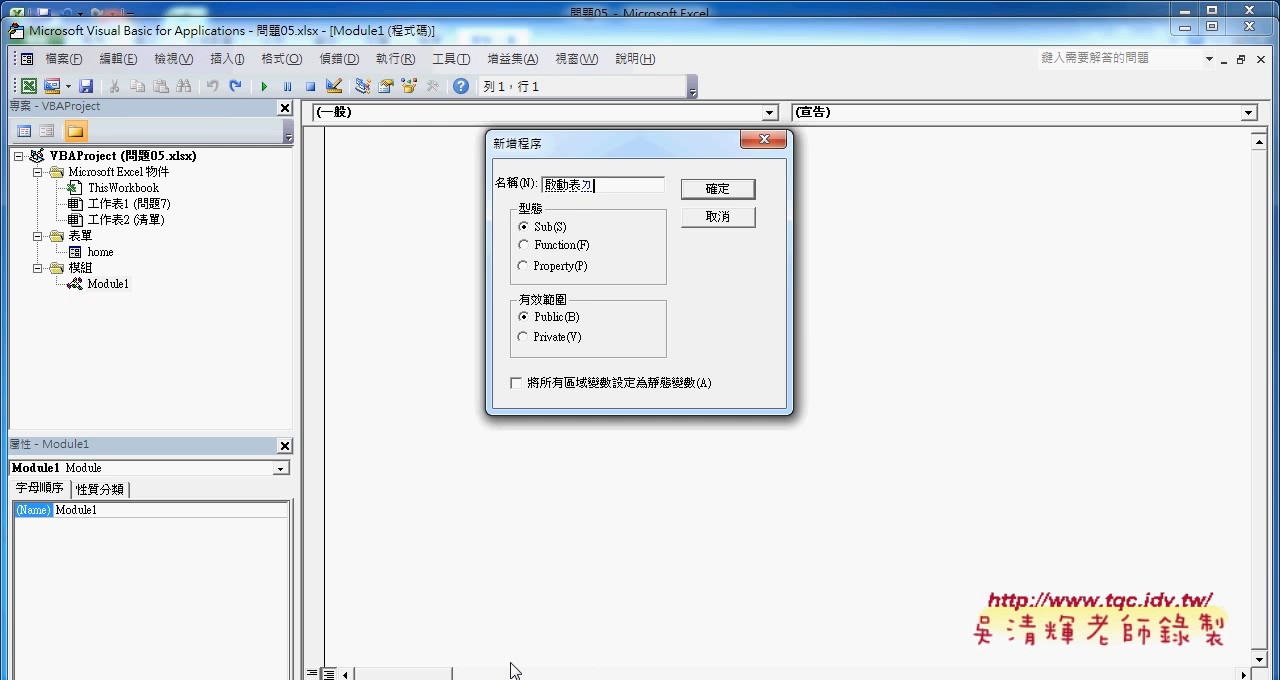 問題05 - Microsoft Excel
Microsoft Visual Basic for Applications - 問題05.xlsx - [Module1 (程式碼)]
檔案(F) 編輯(E) 檢視(V) 插入(I) 格式(O) 偵錯(D) 執行(R) 工具(T) 增益集(A) 視窗(W) 說明(H) 鍵入需要解答的問題
列 1，行 1
專案 - VBAProject
(一般) (宣告)
VBAProject (問題05.xlsx)
Microsoft Excel 物件
ThisWorkbook
工作表1 (問題7)
工作表2 (清單)
表單
home
模組
Module1
新增程序
名稱(N): 啟動表刀 確定
取消
型態
Sub(S)
Function(F)
Property(P)
有效範圍
Public(B)
Private(V)
將所有區域變數設定為靜態變數(A)
屬性 - Module1
Module1 Module
字母順序 性質分類
(Name) Module1
http://www.tqc.idv.tw/
吳清輝老師錄製